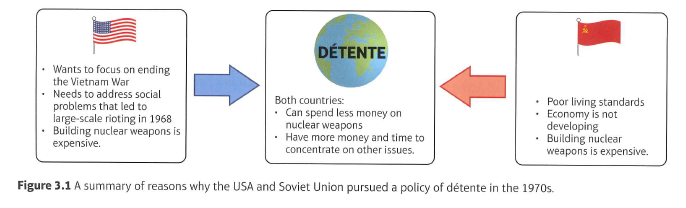 • Wants to focus on ending
the Vietnam War
• Needs to address social
problems that led to
large-scale rioting in 1968
• Building nuclear weapons is
expensive.
DÉTENTE
Both countries:
• Can spend less money on
nuclear weapons
• Have more money and time to
concentrate on other issues.
• Poor living standards
• Economy is not
developing
• Building nuclear
weapons is expensive.
Figure 3.1 A summary of reasons why the USA and Soviet Union pursued a policy of détente in the 1970s.